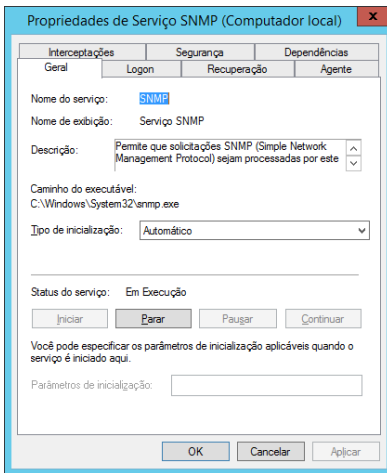 Propriedades de Serviço SNMP (Computador local)
x
Interceptações Segurança Dependências
Geral Logon Recuperação Agente
Nome do serviço: SNMP
Nome de exibição: Serviço SNMP
Descrição: Permite que solicitações SNMP (Simple Network
Management Protocol) sejam processadas por este
Caminho do executável:
C:\Windows\System32\snmp.exe
Tipo de inicialização: Automático
Status do serviço: Em Execução
Iniciar Parar Pausar Continuar
Você pode especificar os parâmetros de inicialização aplicáveis quando o
serviço é iniciado aqui.
Parâmetros de inicialização:
OK Cancelar Aplicar